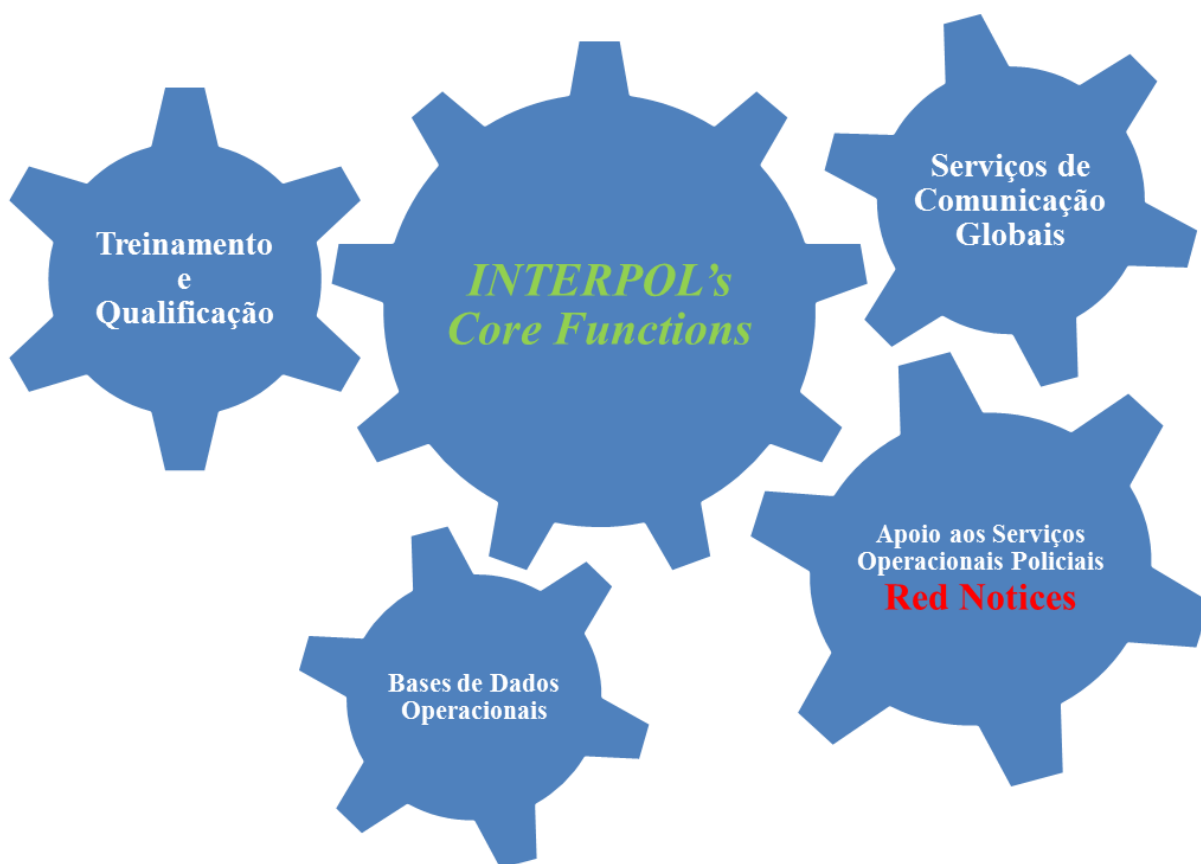 Treinamento
e
Qualificação
INTERPOL’s
Core Functions
Serviços de
Comunicação
Globais
Apoio aos Serviços
Operacionais Policiais
Red Notices
Bases de Dados
Operacionais